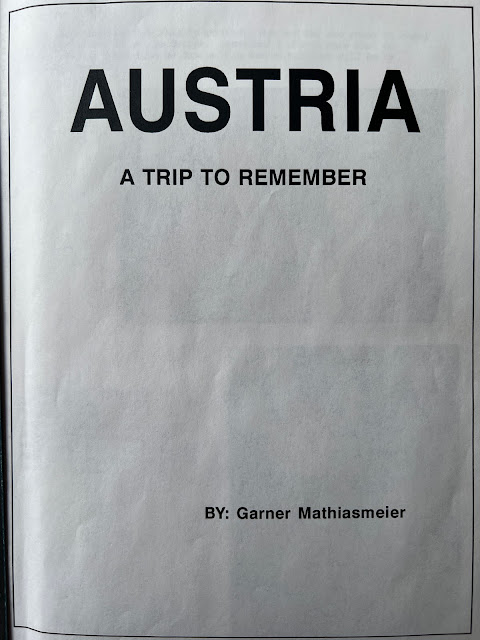 AUSTRIA
A TRIP TO REMEMBER
BY: Garner Mathiasmeier